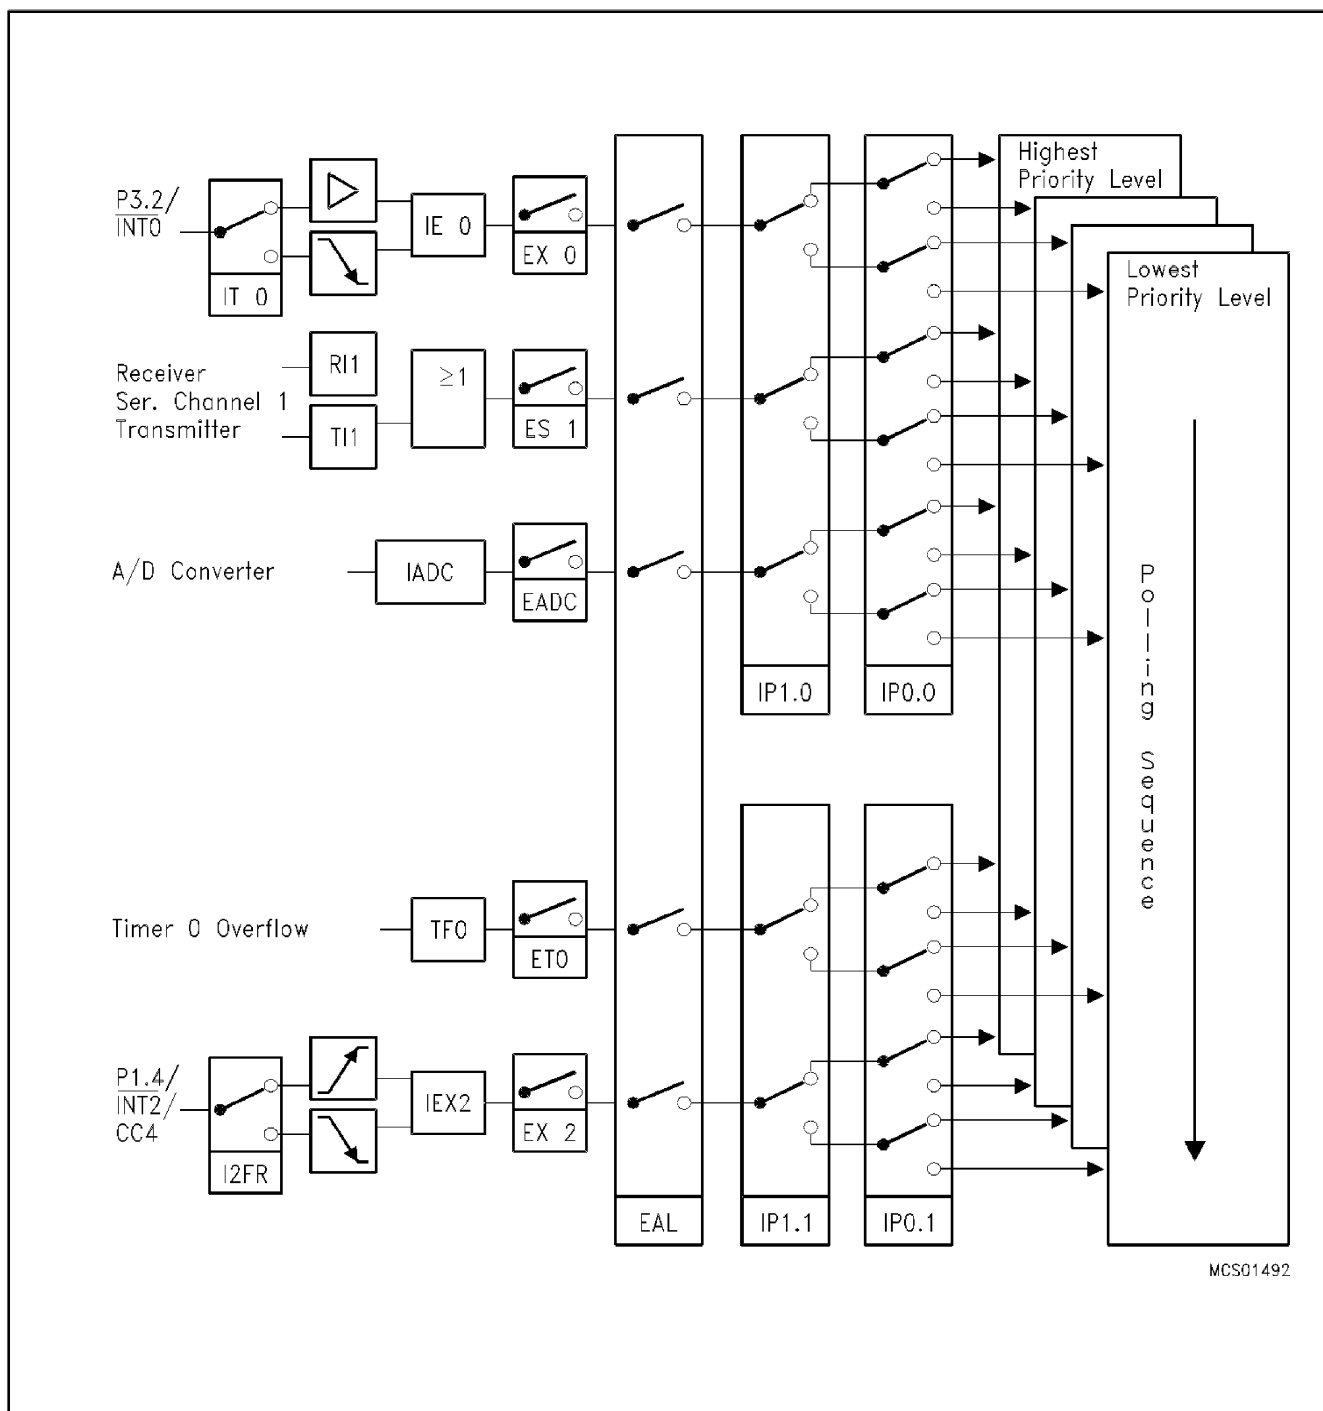 Highest
Priority Level
P3.2/
INT0
IE 0
EX 0
IT 0
Lowest
Priority Level
RI1
Receiver
Ser. Channel 1
Transmitter
≥1
TI1
ES 1
A/D Converter
IADC
EADC
IP1.0
IP0.0
Polling Sequence
Timer 0 Overflow
TF0
ET0
P1.4/
INT2/
CC4
IEX2
EX 2
I2FR
EAL
IP1.1
IP0.1
MCS01492